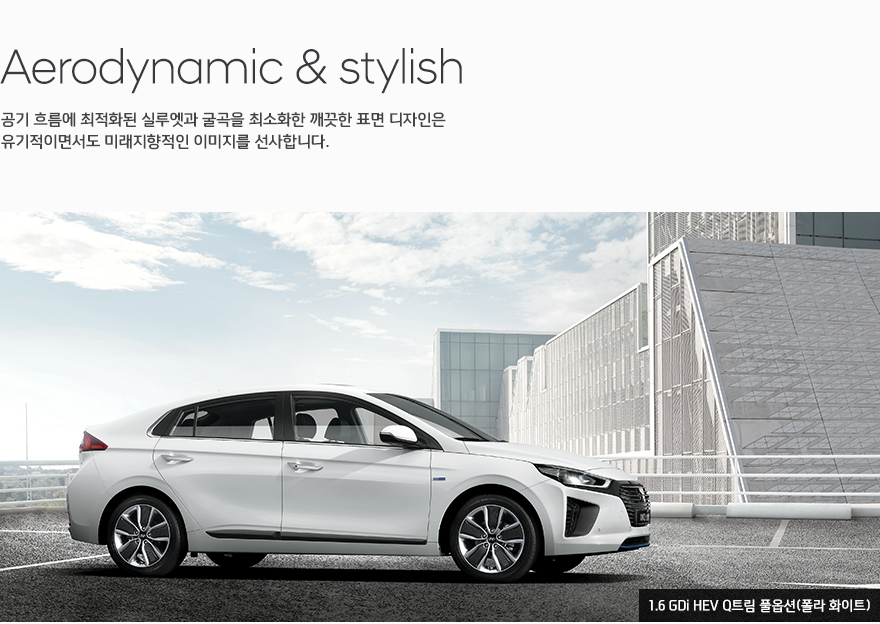 Aerodynamic & stylish
공기 흐름에 최적화된 실루엣과 굴곡을 최소화한 깨끗한 표면 디자인은
유기적이면서도 미래지향적인 이미지를 선사합니다.
1.6 GDi HEV Q트림 풀옵션(폴라 화이트)